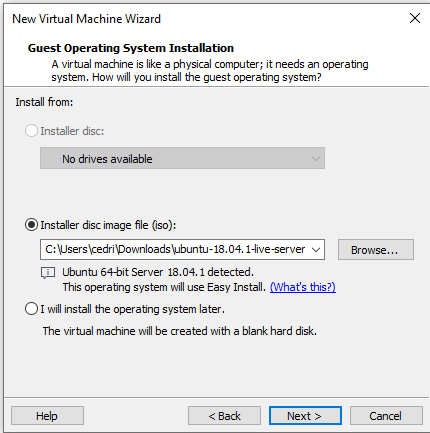 New Virtual Machine Wizard
Guest Operating System Installation
A virtual machine is like a physical computer; it needs an operating
system. How will you install the guest operating system?
Install from:
Installer disc:
No drives available
Installer disc image file (iso):
C:\Users\cedri\Downloads\ubuntu-18.04.1-live-server
Browse...
Ubuntu 64-bit Server 18.04.1 detected.
This operating system will use Easy Install. (What's this?)
I will install the operating system later.
The virtual machine will be created with a blank hard disk.
Help
< Back
Next >
Cancel